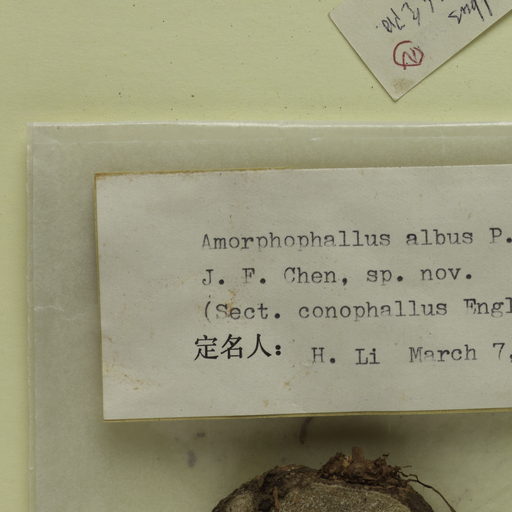 Amorphophallus albus P.
J. F. Chen, sp. nov.
(Sect. conophallus Engl
定名人: H. Li March 7,